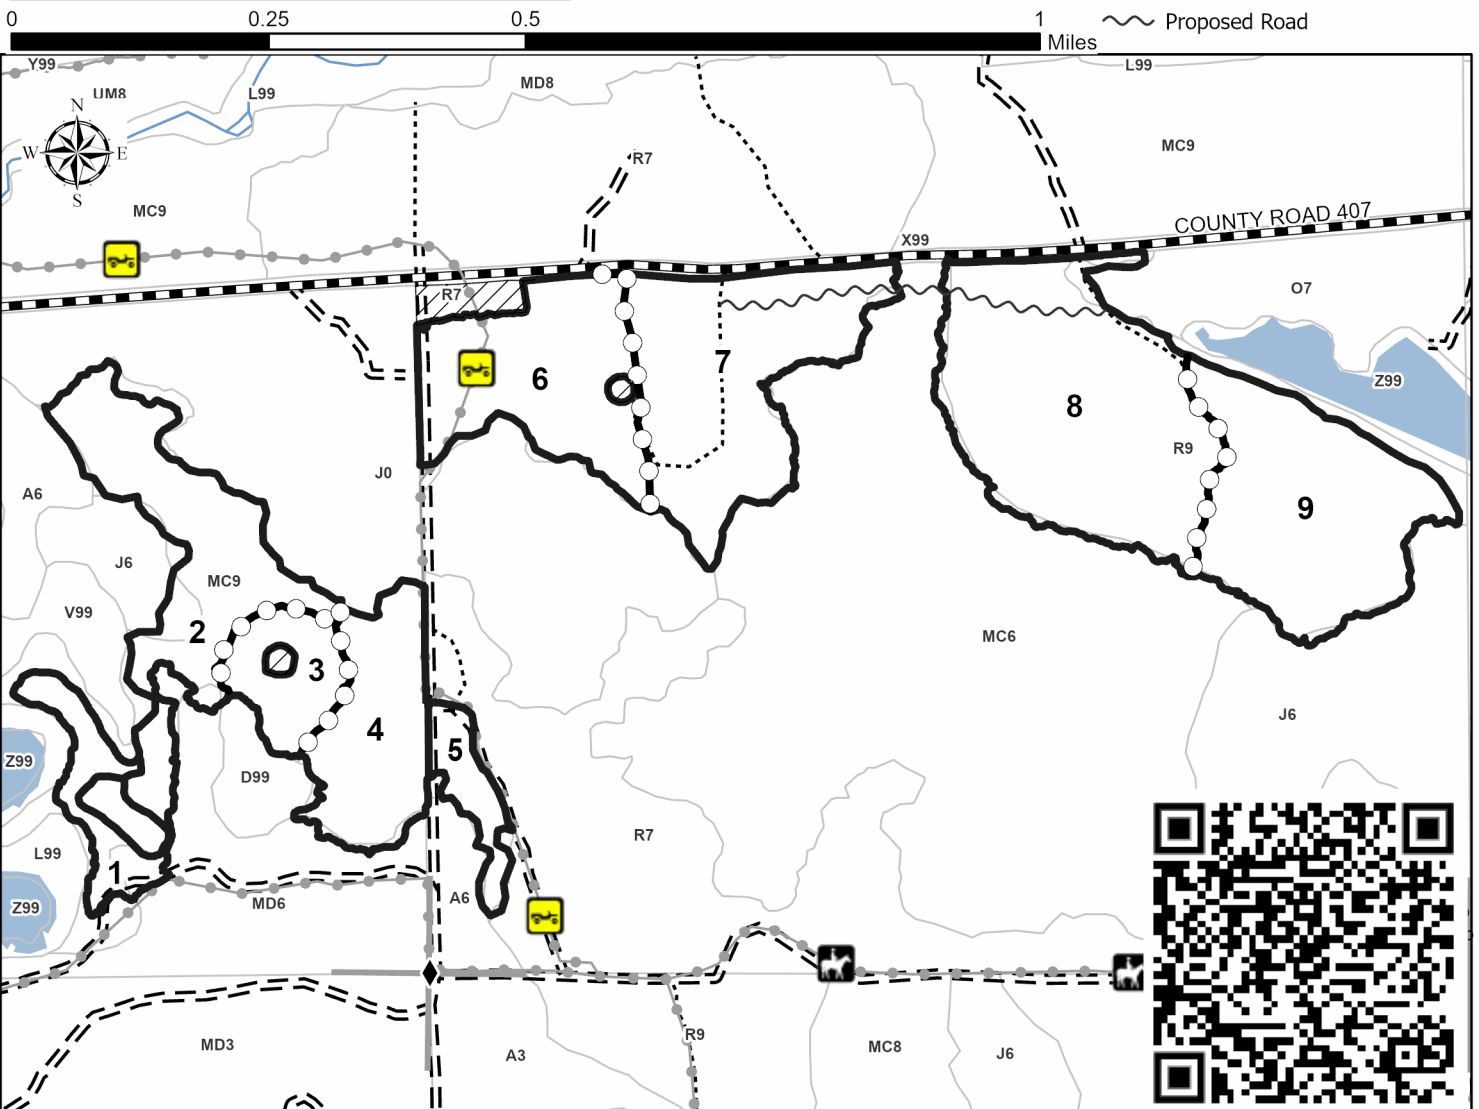 0 0.25 0.5 1
Miles
Proposed Road
Y99
UM8
L99
MD8
L99
N
W E
S
MC9
R7
MC9
COUNTY ROAD 407
X99
R7
O7
6
7
8
Z99
J0
R9
A6
9
J6
MC9
V99
2
3
MC6
4
5
J6
Z99
D99
L99
1
R7
Z99
MD6
A6
MD3
A3
R9
MC8
J6